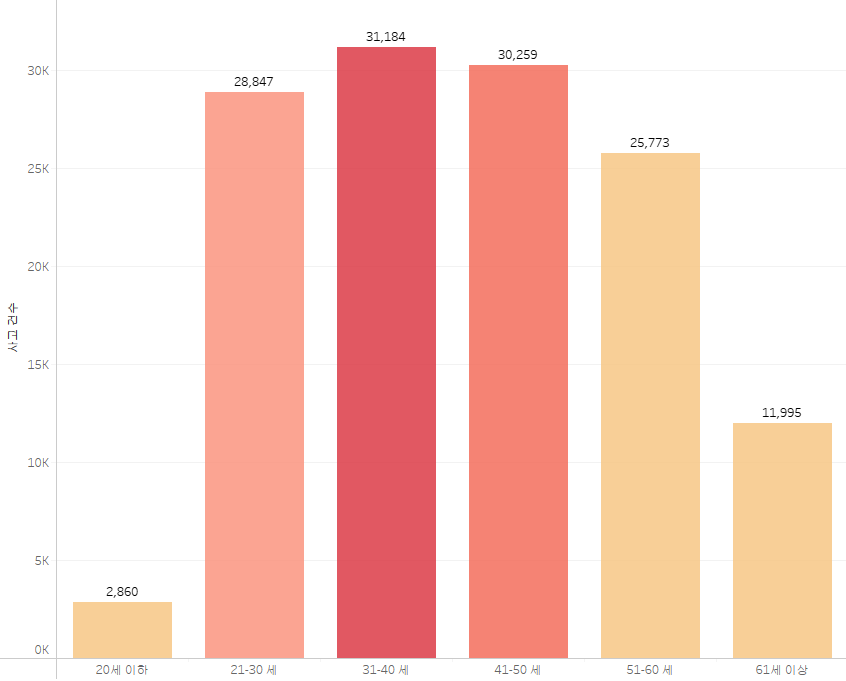 31,184
30,259
28,847
25,773
11,995
2,860
30K
25K
20K
15K
10K
5K
0K
사고 건수
20세 이하
21-30 세
31-40 세
41-50 세
51-60 세
61세 이상